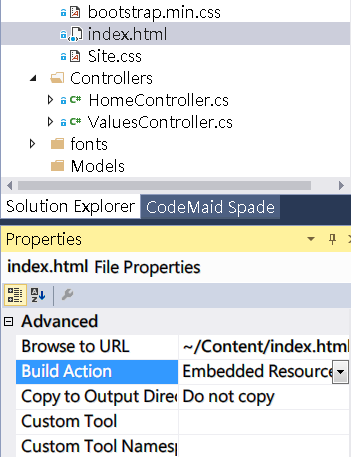 bootstrap.min.css
index.html
Site.css
Controllers
C# HomeController.cs
C# ValuesController.cs
fonts
Models
Solution Explorer CodeMaid Spade
Properties
index.html File Properties
Advanced
Browse to URL ~/Content/index.html
Build Action Embedded Resource
Copy to Output Direc Do not copy
Custom Tool
Custom Tool Namesp